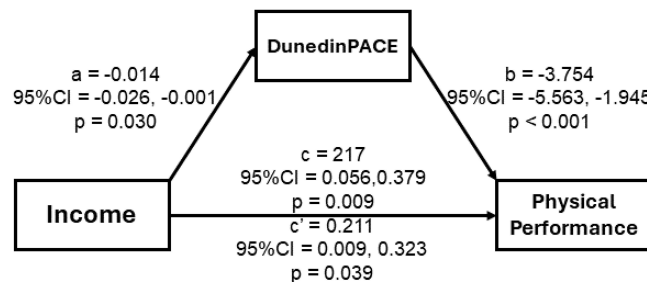 DunedinPACE
a = -0.014
95%CI = -0.026, -0.001
p = 0.030
b = -3.754
95%CI = -5.563, -1.945
p < 0.001
c = 217
95%CI = 0.056,0.379
p = 0.009
Income
Physical
Performance
c' = 0.211
95%CI = 0.009, 0.323
p = 0.039